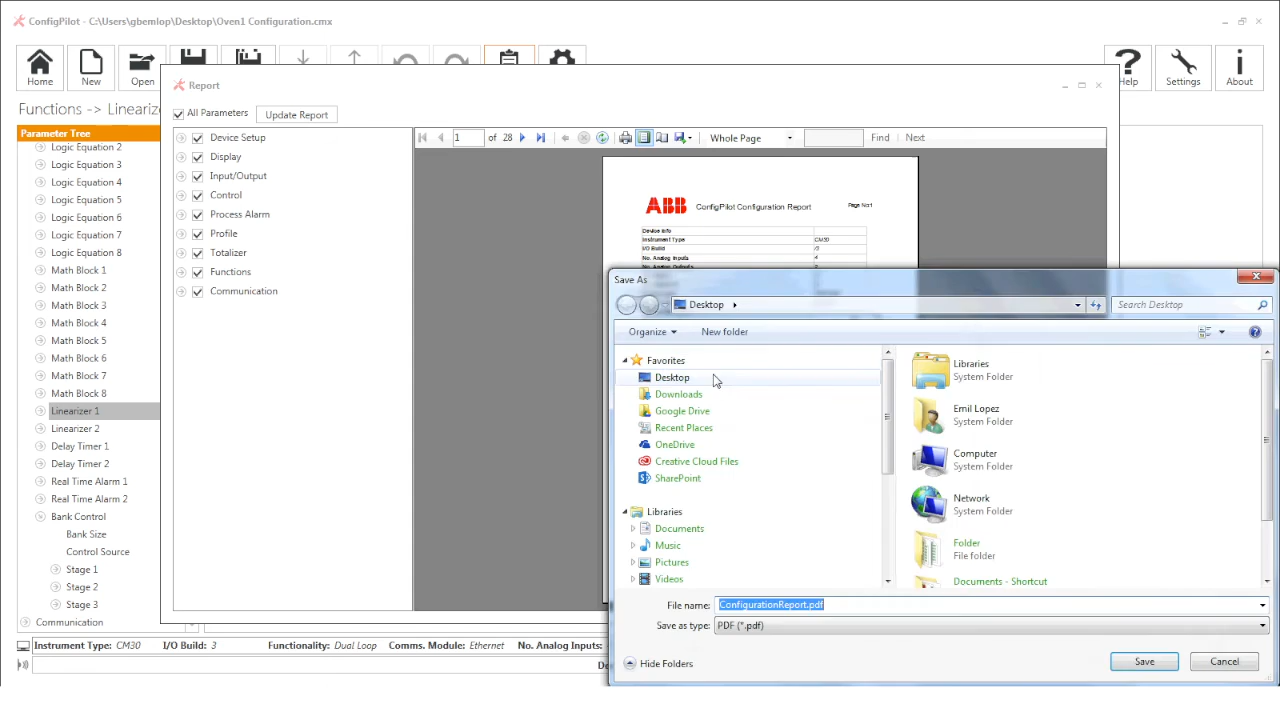 ConfigPilot - C:\Users\gbemlop\Desktop\Oven1 Configuration.cmx
Home
New
Open
Help
Settings
About
Functions -> Linearize
Parameter Tree
Logic Equation 2
Logic Equation 3
Logic Equation 4
Logic Equation 5
Logic Equation 6
Logic Equation 7
Logic Equation 8
Math Block 1
Math Block 2
Math Block 3
Math Block 4
Math Block 5
Math Block 6
Math Block 7
Math Block 8
Linearizer 1
Linearizer 2
Delay Timer 1
Delay Timer 2
Real Time Alarm 1
Real Time Alarm 2
Bank Control
Bank Size
Control Source
Stage 1
Stage 2
Stage 3
Communication
Report
All Parameters
Update Report
Device Setup
Display
Input/Output
Control
Process Alarm
Profile
Totalizer
Functions
Communication
1 of 28
Whole Page
Find
Next
ABB ConfigPilot Configuration Report
Device Info
Instrument Type CM30
I/O Build
No. Analog Inputs 4
No. Analog Outputs
Save As
Desktop
Search Desktop
Organize
New folder
Favorites
Desktop
Downloads
Google Drive
Recent Places
OneDrive
Creative Cloud Files
SharePoint
Libraries
Documents
Music
Pictures
Videos
Libraries
System Folder
Emil Lopez
System Folder
Computer
System Folder
Network
System Folder
Folder
File folder
Documents - Shortcut
File name: ConfigurationReport.pdf
Save as type: PDF (*.pdf)
Hide Folders
Save
Cancel
Instrument Type: CM30 I/O Build: 3 Functionality: Dual Loop Comms. Module: Ethernet No. Analog Inputs: